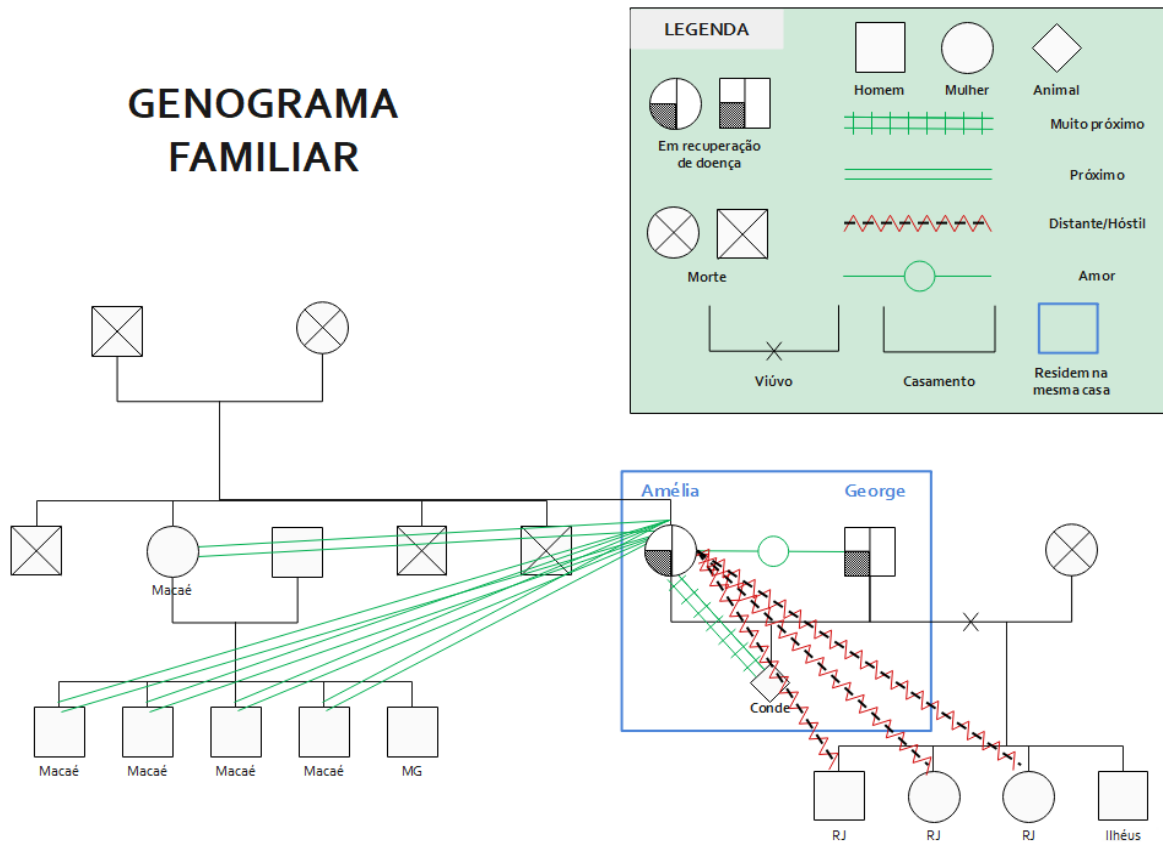 GENOGRAMA
FAMILIAR
LEGENDA
Homem
Mulher
Animal
Em recuperação
de doença
Muito próximo
Próximo
Distante/Hóstil
Morte
Amor
Viúvo
Casamento
Residem na
mesma casa
Amélia
George
Macaé
Conde
Macaé
Macaé
Macaé
Macaé
MG
RJ
RJ
RJ
Ilhéus